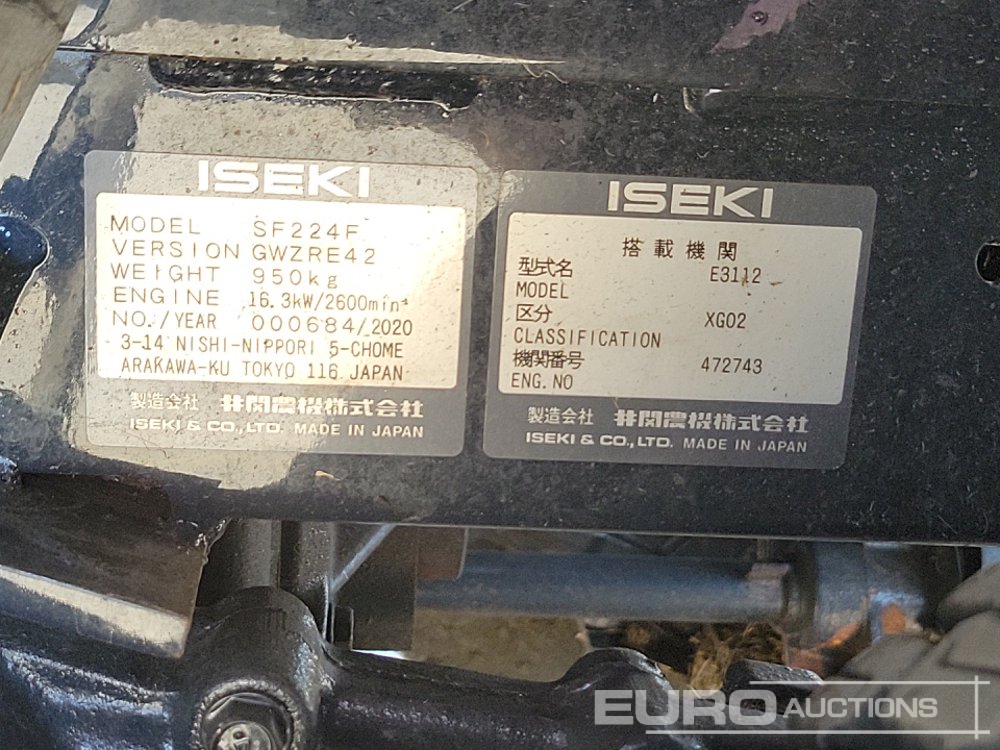 ISEKI
MODEL SF224F
VERSION GWZRE42
WEIGHT 950kg
ENGINE 16.3kW/2600min⁻¹
NO./YEAR 000684/2020
3-14 NISHI-NIPPORI 5-CHOME
ARAKAWA-KU TOKYO 116 JAPAN
製造会社 井関農機株式会社
ISEKI & CO.,LTD. MADE IN JAPAN
ISEKI
搭載機関
型式名 E3112
MODEL
区分 XG02
CLASSIFICATION
機関番号 472743
ENG.NO
製造会社 井関農機株式会社
ISEKI & CO.,LTD. MADE IN JAPAN
EURO AUCTIONS